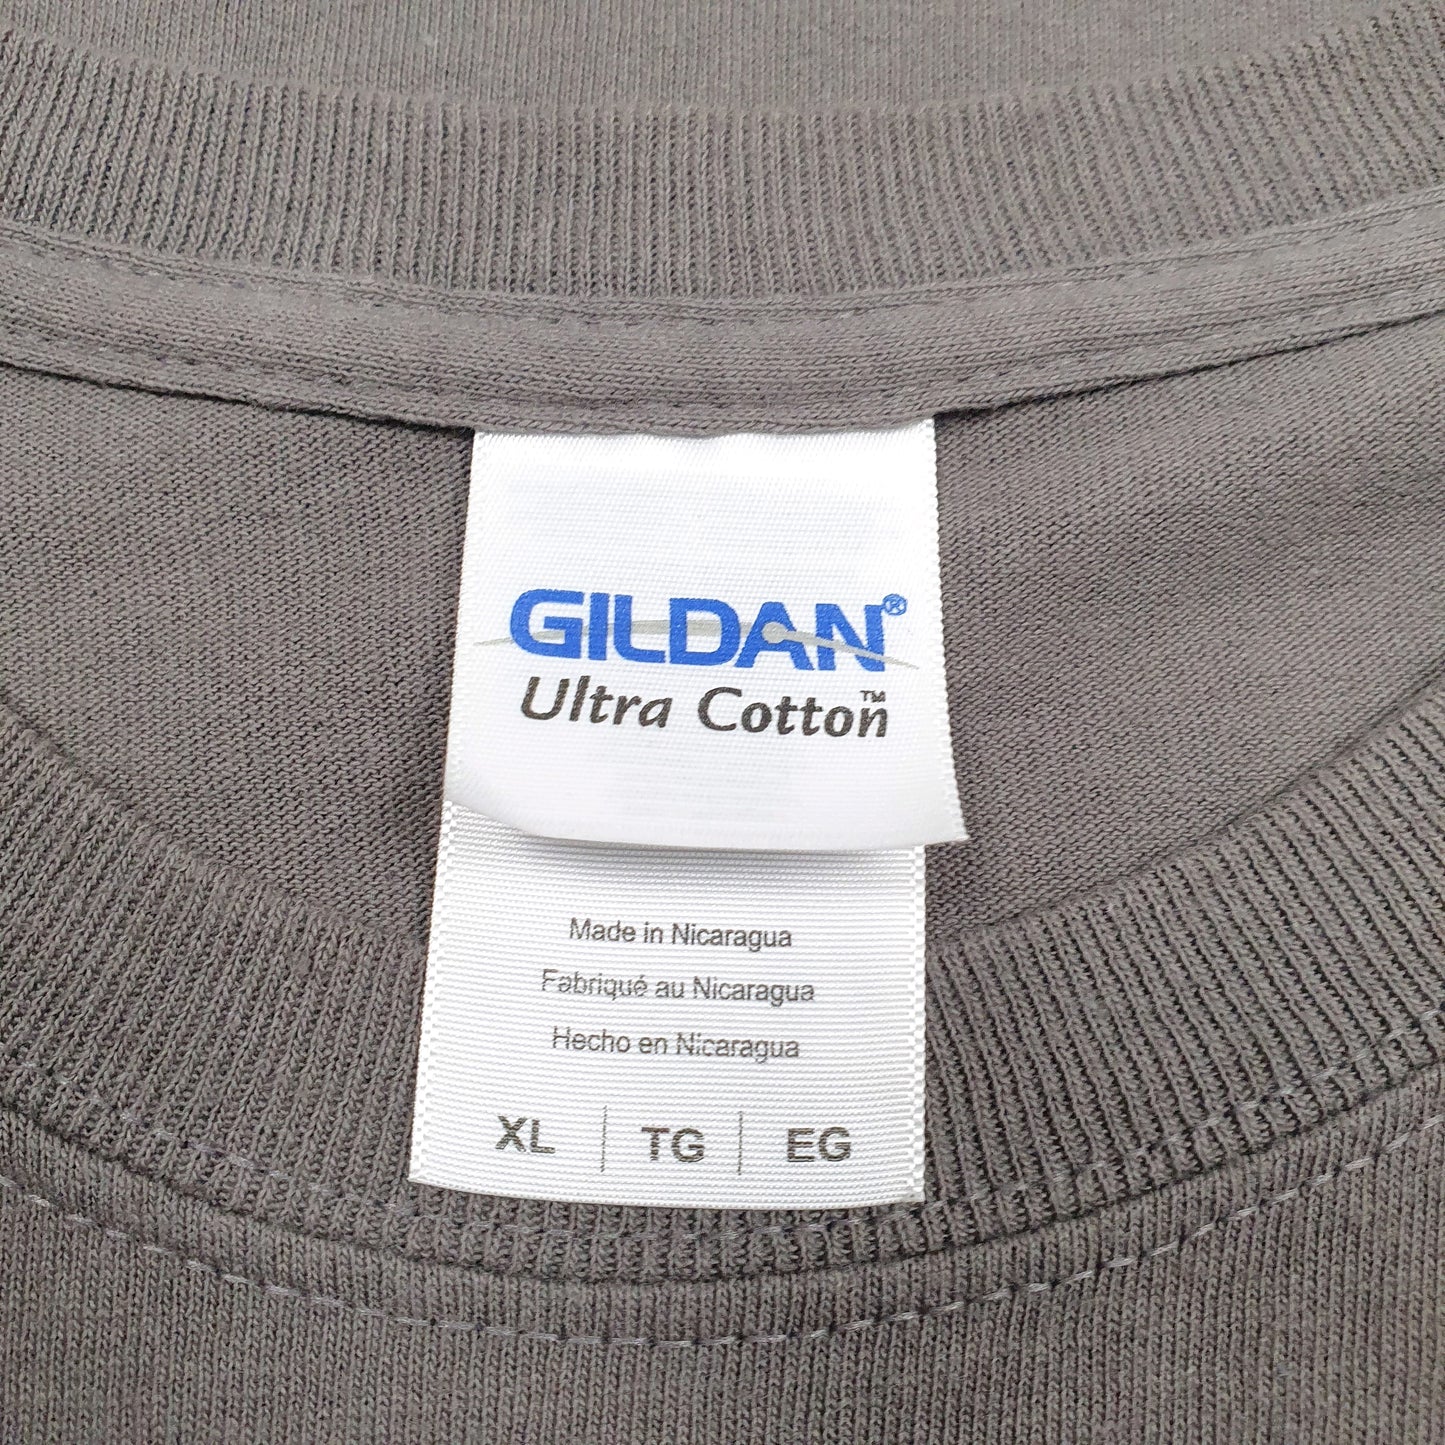 GILDAN®
Ultra Cotton™
Made in Nicaragua
Fabriqué au Nicaragua
Hecho en Nicaragua
XL | TG | EG